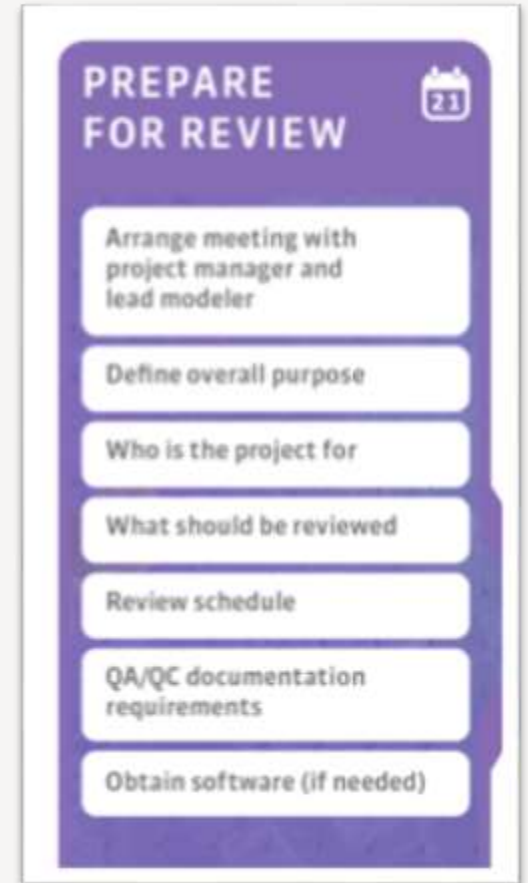 PREPARE
FOR REVIEW
21
Arrange meeting with
project manager and
lead modeler
Define overall purpose
Who is the project for
What should be reviewed
Review schedule
QA/QC documentation
requirements
Obtain software (if needed)